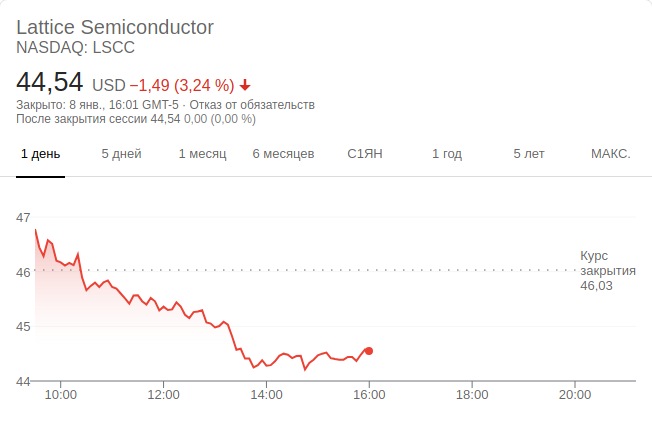 Lattice Semiconductor
NASDAQ: LSCC
44,54 USD −1,49 (3,24 %)
Закрыто: 8 янв., 16:01 GMT-5 · Отказ от обязательств
После закрытия сессии 44,54 0,00 (0,00 %)
1 день 5 дней 1 месяц 6 месяцев С1ЯН 1 год 5 лет МАКС.
47
46
45
44
Курс
закрытия
46,03
10:00 12:00 14:00 16:00 18:00 20:00